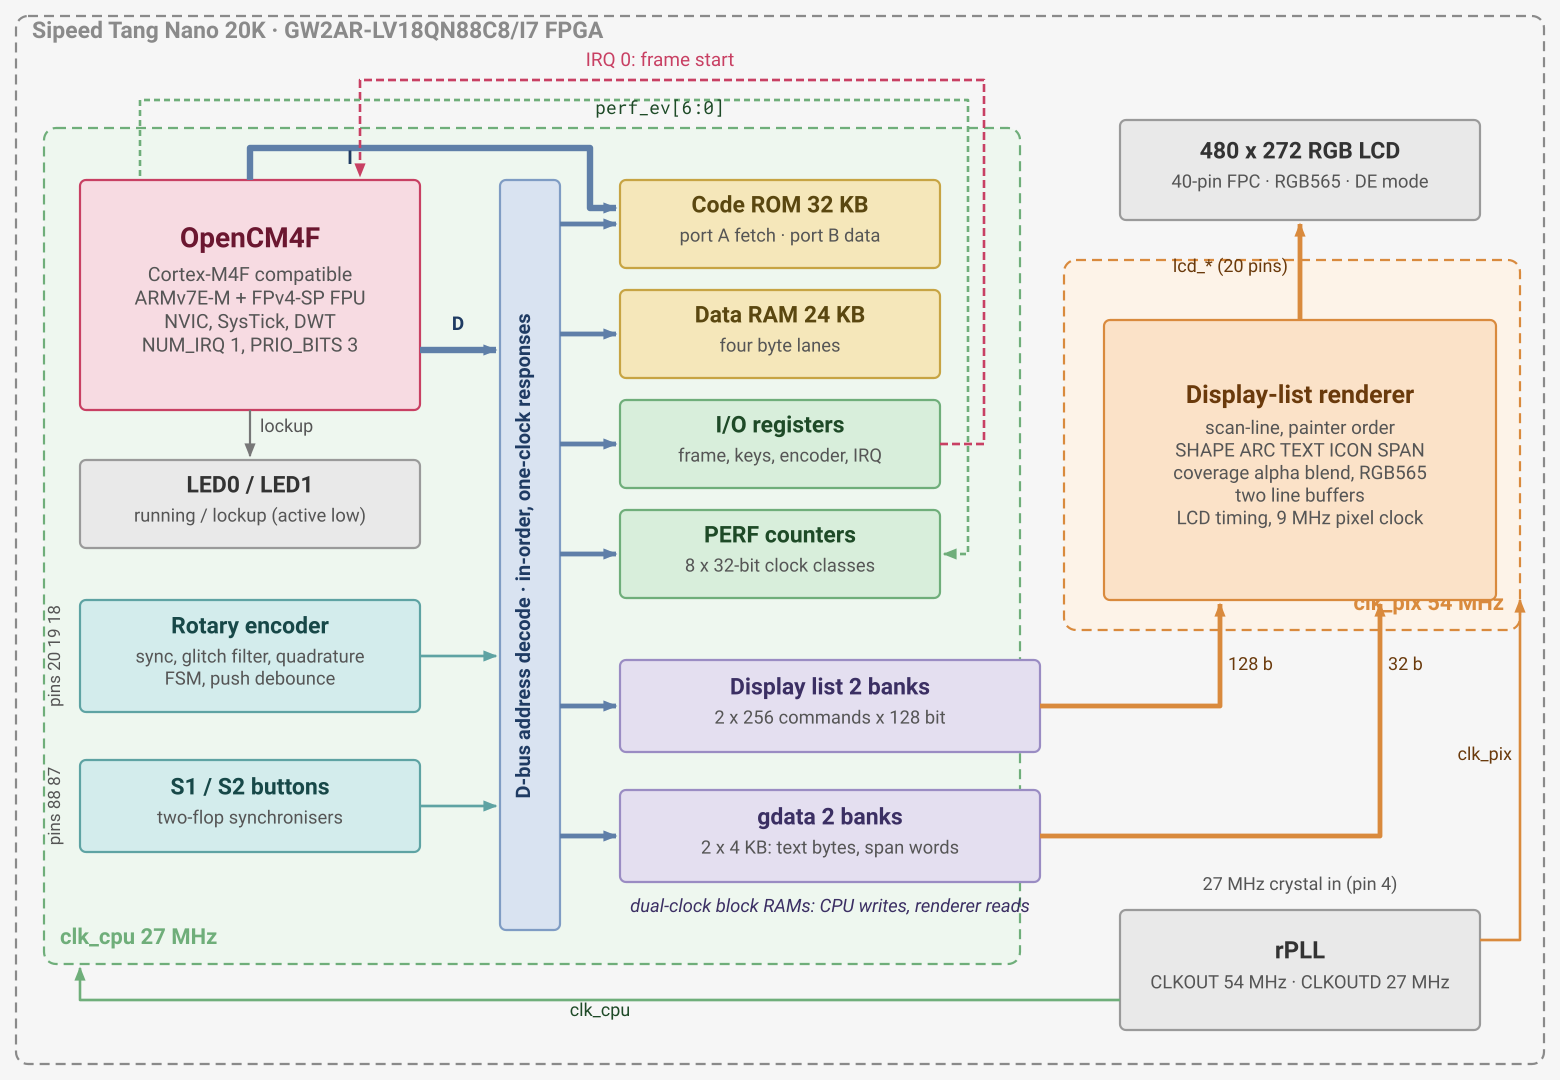 Sipeed Tang Nano 20K · GW2AR-LV18QN88C8/I7 FPGA
IRQ 0: frame start
perf_ev[6:0]
I
OpenCM4F
Cortex-M4F compatible
ARMv7E-M + FPv4-SP FPU
NVIC, SysTick, DWT
NUM_IRQ 1, PRIO_BITS 3
D
lockup
LED0 / LED1
running / lockup (active low)
pins 20 19 18
Rotary encoder
sync, glitch filter, quadrature
FSM, push debounce
pins 88 87
S1 / S2 buttons
two-flop synchronisers
D-bus address decode · in-order, one-clock responses
Code ROM 32 KB
port A fetch · port B data
Data RAM 24 KB
four byte lanes
I/O registers
frame, keys, encoder, IRQ
PERF counters
8 x 32-bit clock classes
Display list 2 banks
2 x 256 commands x 128 bit
gdata 2 banks
2 x 4 KB: text bytes, span words
dual-clock block RAMs: CPU writes, renderer reads
clk_cpu 27 MHz
clk_cpu
480 x 272 RGB LCD
40-pin FPC · RGB565 · DE mode
lcd_* (20 pins)
Display-list renderer
scan-line, painter order
SHAPE ARC TEXT ICON SPAN
coverage alpha blend, RGB565
two line buffers
LCD timing, 9 MHz pixel clock
clk_pix 54 MHz
128 b
32 b
clk_pix
27 MHz crystal in (pin 4)
rPLL
CLKOUT 54 MHz · CLKOUTD 27 MHz